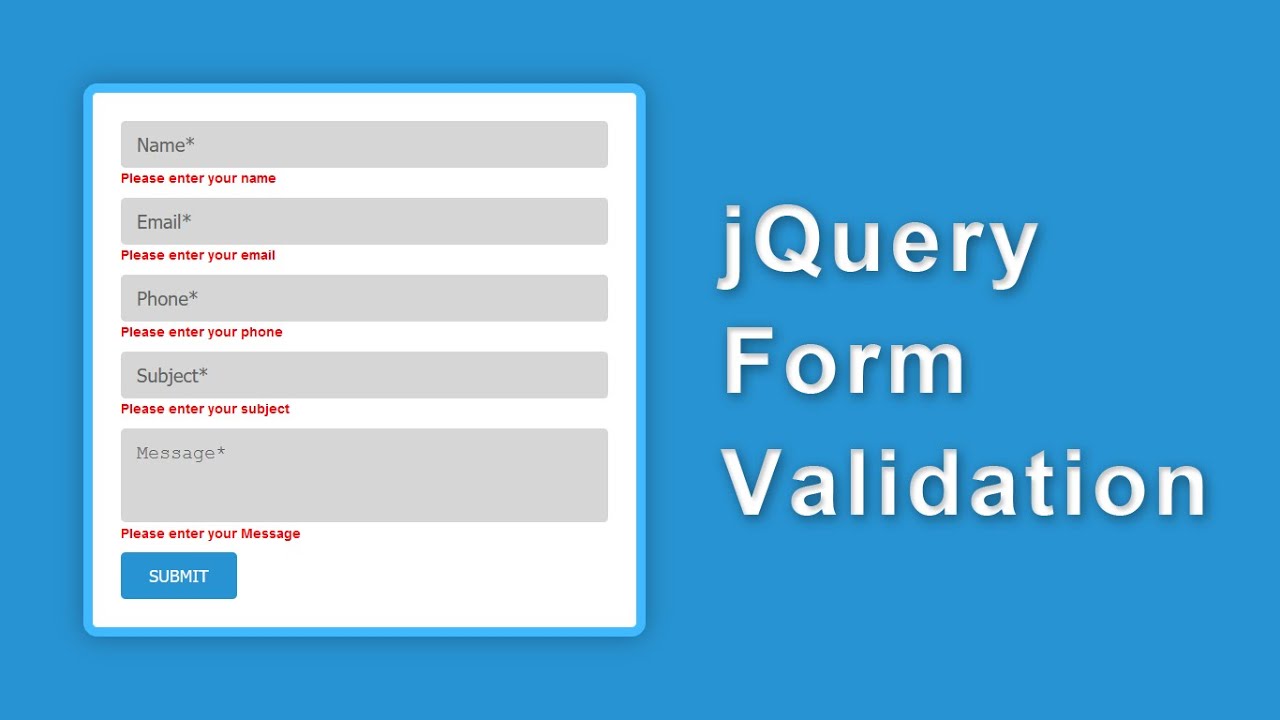 Name*
Please enter your name
Email*
Please enter your email
Phone*
Please enter your phone
Subject*
Please enter your subject
Message*
Please enter your Message
SUBMIT
jQuery
Form
Validation